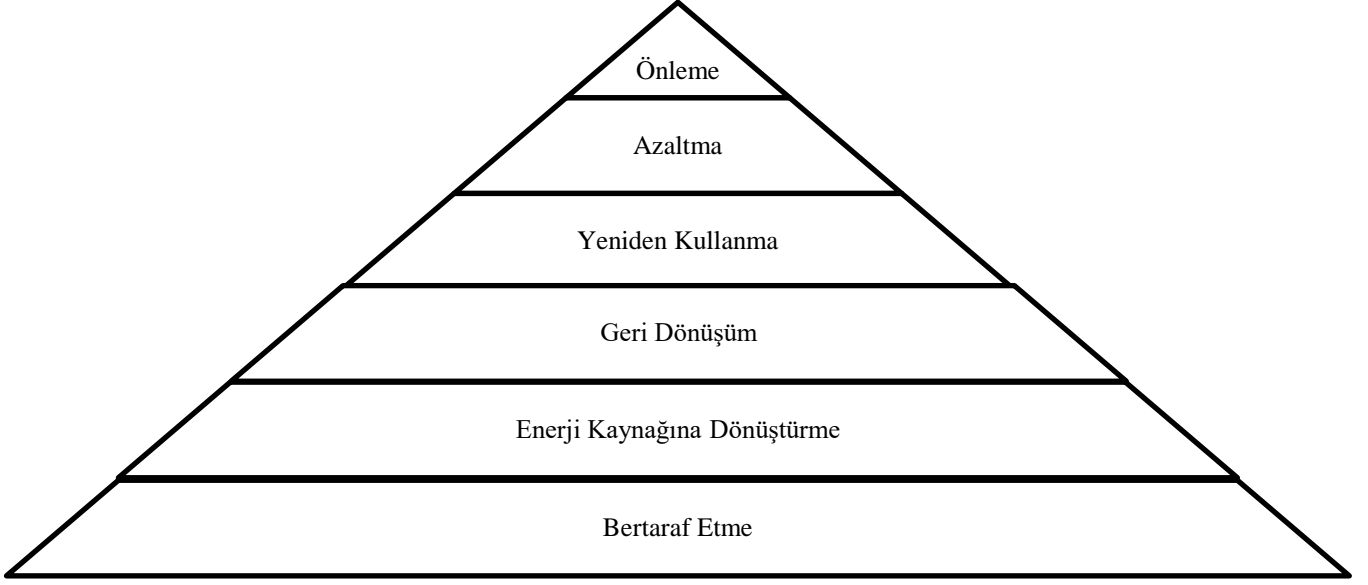 Önleme
Azaltma
Yeniden Kullanma
Geri Dönüşüm
Enerji Kaynağına Dönüştürme
Bertaraf Etme